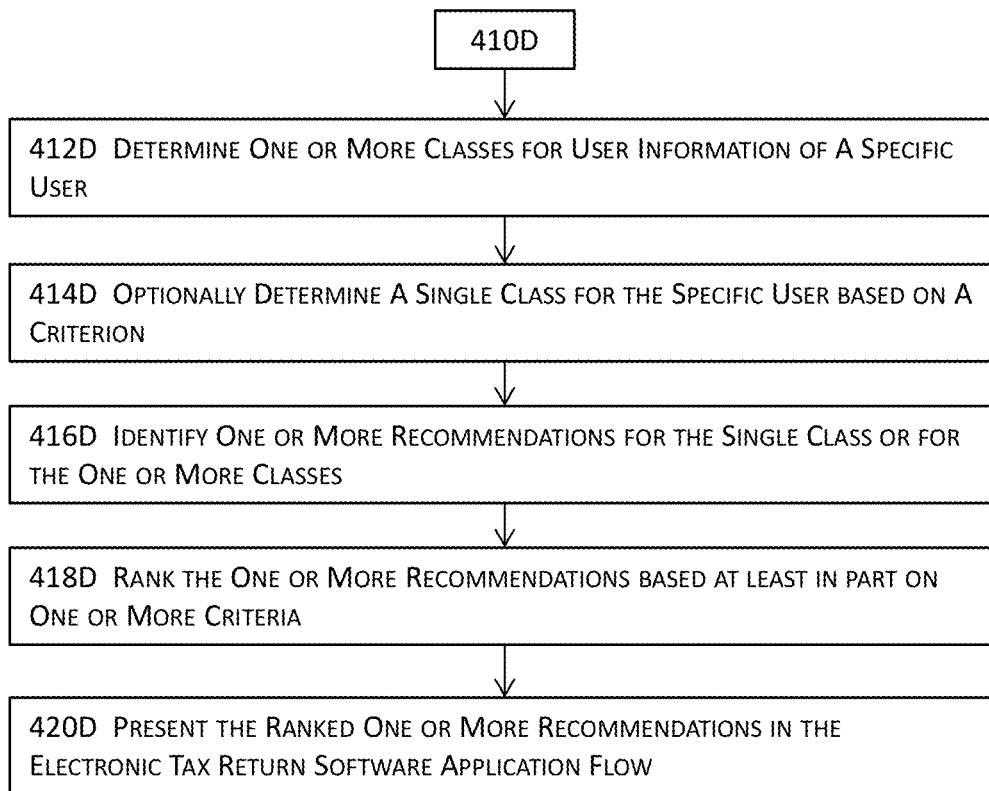 410D
412D DETERMINE ONE OR MORE CLASSES FOR USER INFORMATION OF A SPECIFIC
USER
414D OPTIONALLY DETERMINE A SINGLE CLASS FOR THE SPECIFIC USER BASED ON A
CRITERION
416D IDENTIFY ONE OR MORE RECOMMENDATIONS FOR THE SINGLE CLASS OR FOR
THE ONE OR MORE CLASSES
418D RANK THE ONE OR MORE RECOMMENDATIONS BASED AT LEAST IN PART ON
ONE OR MORE CRITERIA
420D PRESENT THE RANKED ONE OR MORE RECOMMENDATIONS IN THE
ELECTRONIC TAX RETURN SOFTWARE APPLICATION FLOW